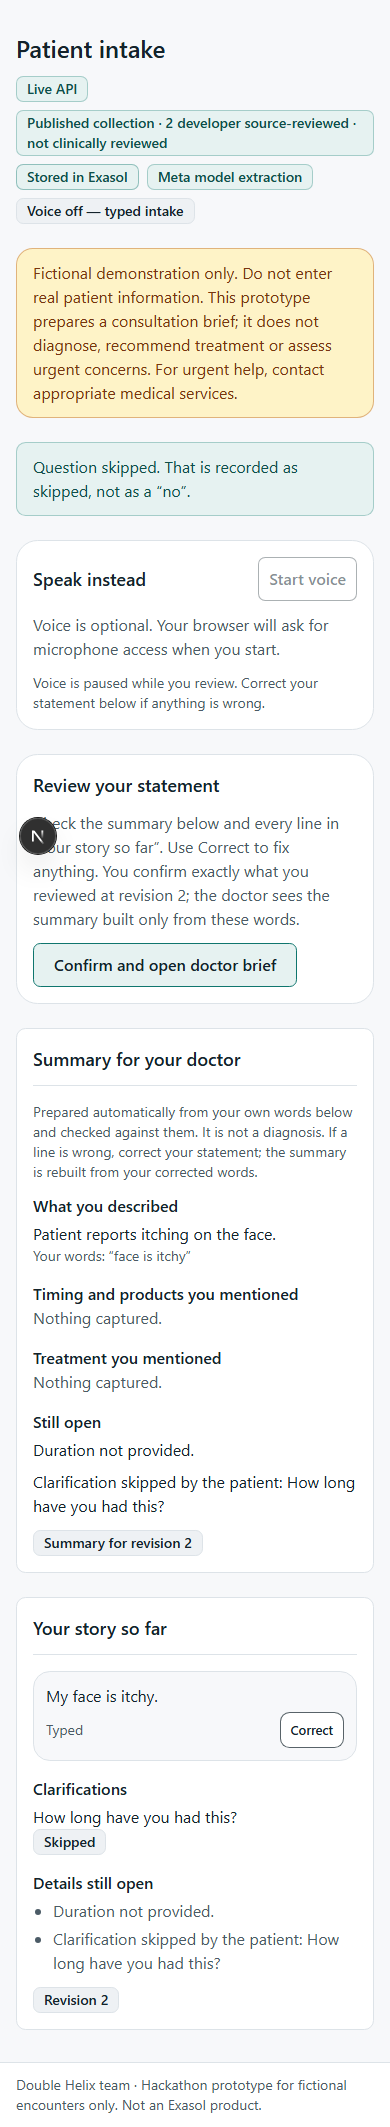 Patient intake
Live API
Published collection · 2 developer source-reviewed ·
not clinically reviewed
Stored in Exasol
Meta model extraction
Voice off — typed intake
Fictional demonstration only. Do not enter
real patient information. This prototype
prepares a consultation brief; it does not
diagnose, recommend treatment or assess
urgent concerns. For urgent help, contact
appropriate medical services.
Question skipped. That is recorded as
skipped, not as a “no”.
Speak instead
Start voice
Voice is optional. Your browser will ask for
microphone access when you start.
Voice is paused while you review. Correct your
statement below if anything is wrong.
Review your statement
N
eck the summary below and every line in
our story so far”. Use Correct to fix
anything. You confirm exactly what you
reviewed at revision 2; the doctor sees the
summary built only from these words.
Confirm and open doctor brief
Summary for your doctor
Prepared automatically from your own words below
and checked against them. It is not a diagnosis. If a
line is wrong, correct your statement; the summary
is rebuilt from your corrected words.
What you described
Patient reports itching on the face.
Your words: “face is itchy”
Timing and products you mentioned
Nothing captured.
Treatment you mentioned
Nothing captured.
Still open
Duration not provided.
Clarification skipped by the patient: How long
have you had this?
Summary for revision 2
Your story so far
My face is itchy.
Typed
Correct
Clarifications
How long have you had this?
Skipped
Details still open
• Duration not provided.
• Clarification skipped by the patient: How
long have you had this?
Revision 2
Double Helix team · Hackathon prototype for fictional
encounters only. Not an Exasol product.